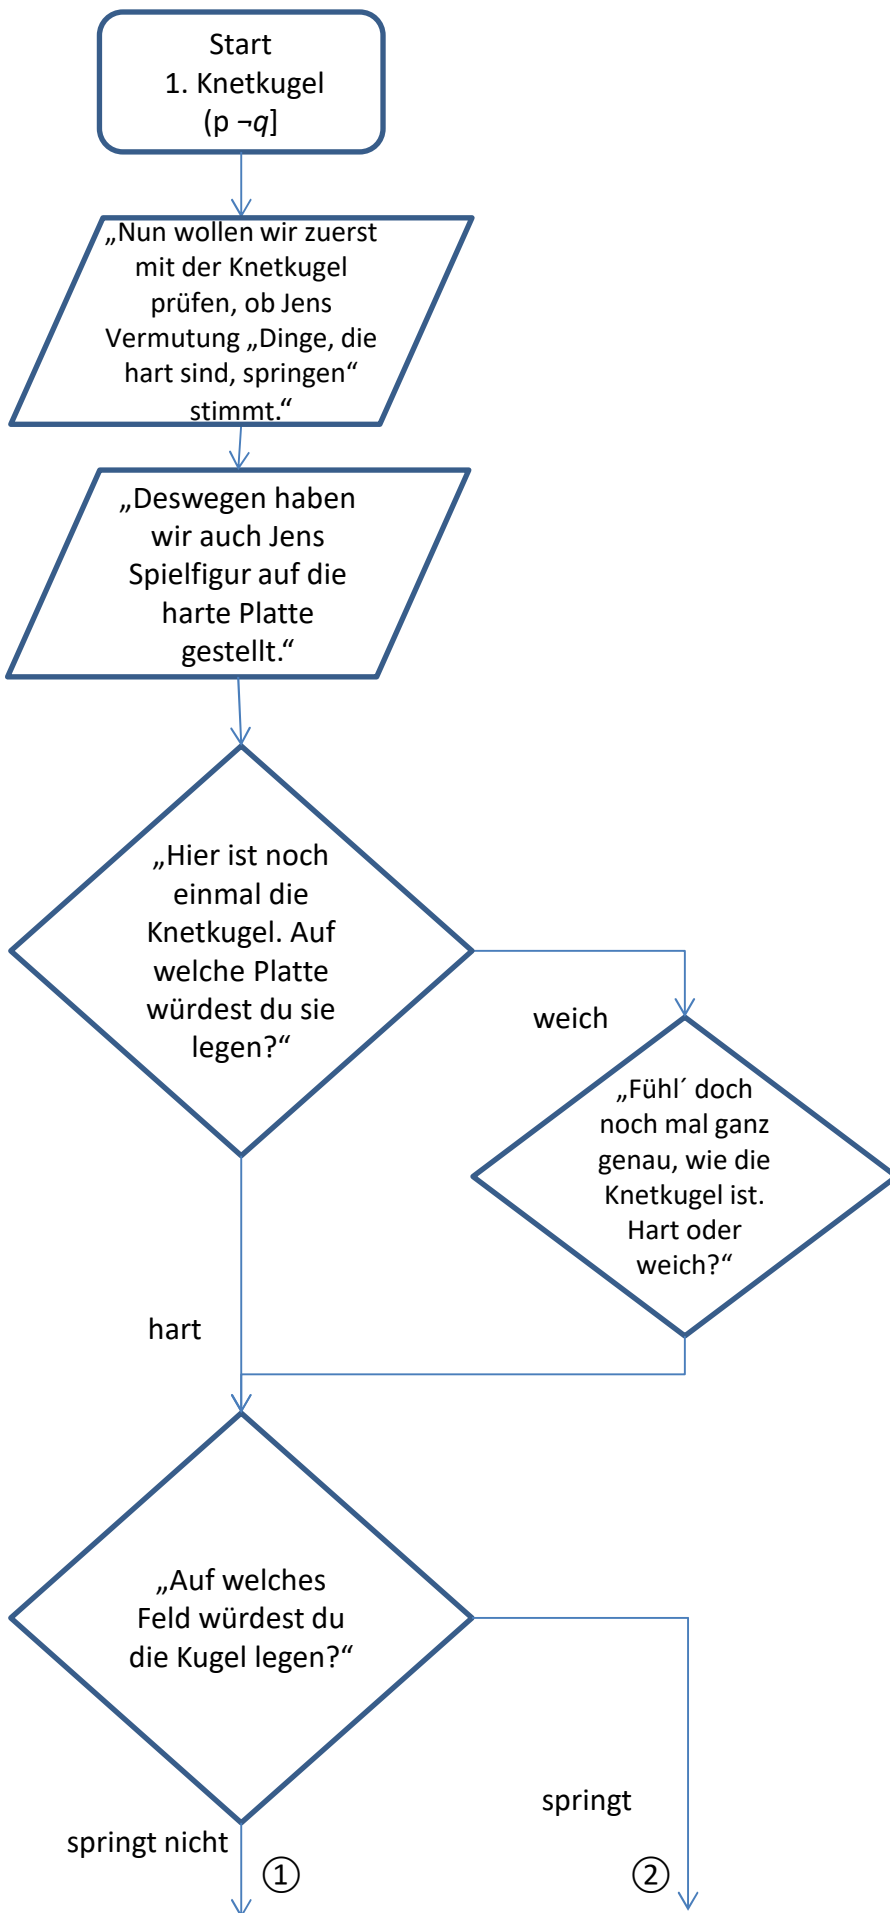 Start
1. Knetkugel
(p ¬q]
„Nun wollen wir zuerst
mit der Knetkugel
prüfen, ob Jens
Vermutung „Dinge, die
hart sind, springen“
stimmt.“
„Deswegen haben
wir auch Jens
Spielfigur auf die
harte Platte
gestellt.“
„Hier ist noch
einmal die
Knetkugel. Auf
welche Platte
würdest du sie
legen?“
weich
„Fühl´ doch
noch mal ganz
genau, wie die
Knetkugel ist.
Hart oder
weich?“
hart
„Auf welches
Feld würdest du
die Kugel legen?“
springt
springt nicht
①
②